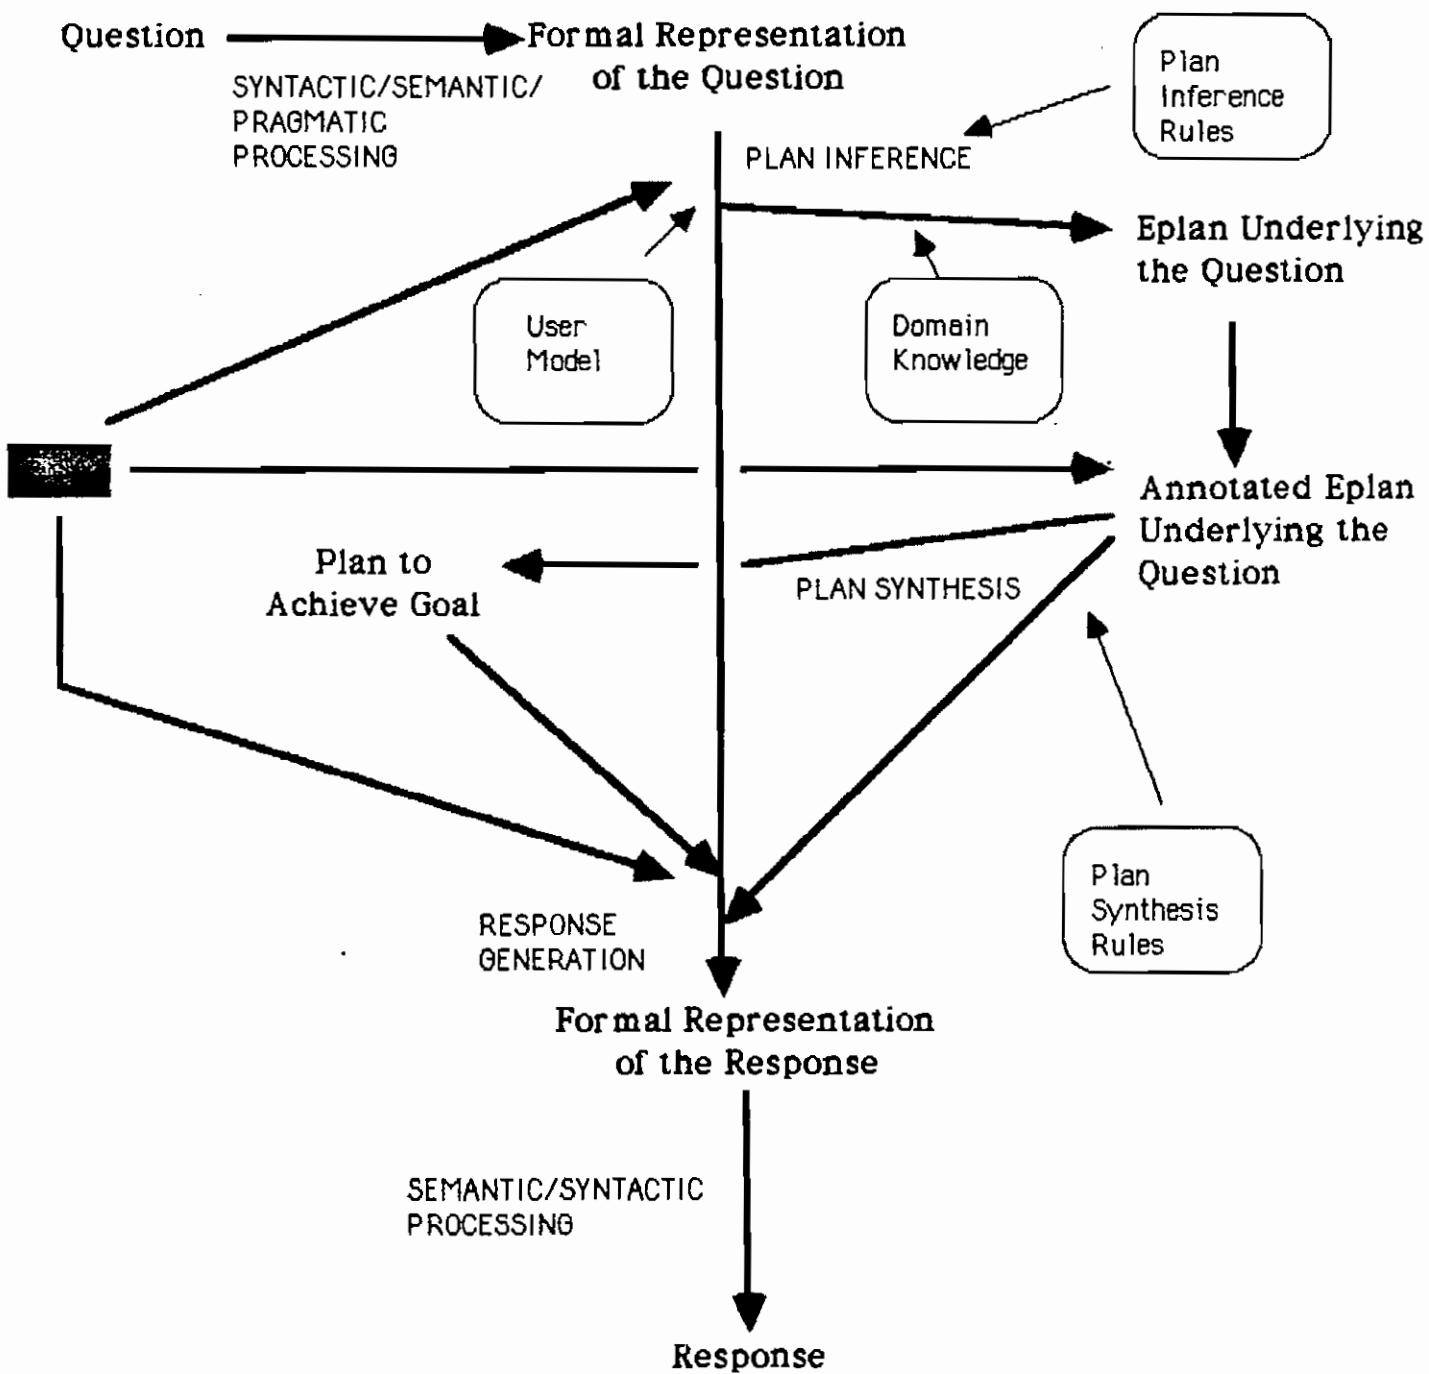 Question
Formal Representation
of the Question
SYNTACTIC/SEMANTIC/
PRAGMATIC
PROCESSING
Plan
Inference
Rules
PLAN INFERENCE
Eplan Underlying
the Question
User
Model
Domain
Knowledge
Annotated Eplan
Underlying the
Question
Plan to
Achieve Goal
PLAN SYNTHESIS
Plan
Synthesis
Rules
RESPONSE
GENERATION
Formal Representation
of the Response
SEMANTIC/SYNTACTIC
PROCESSING
Response